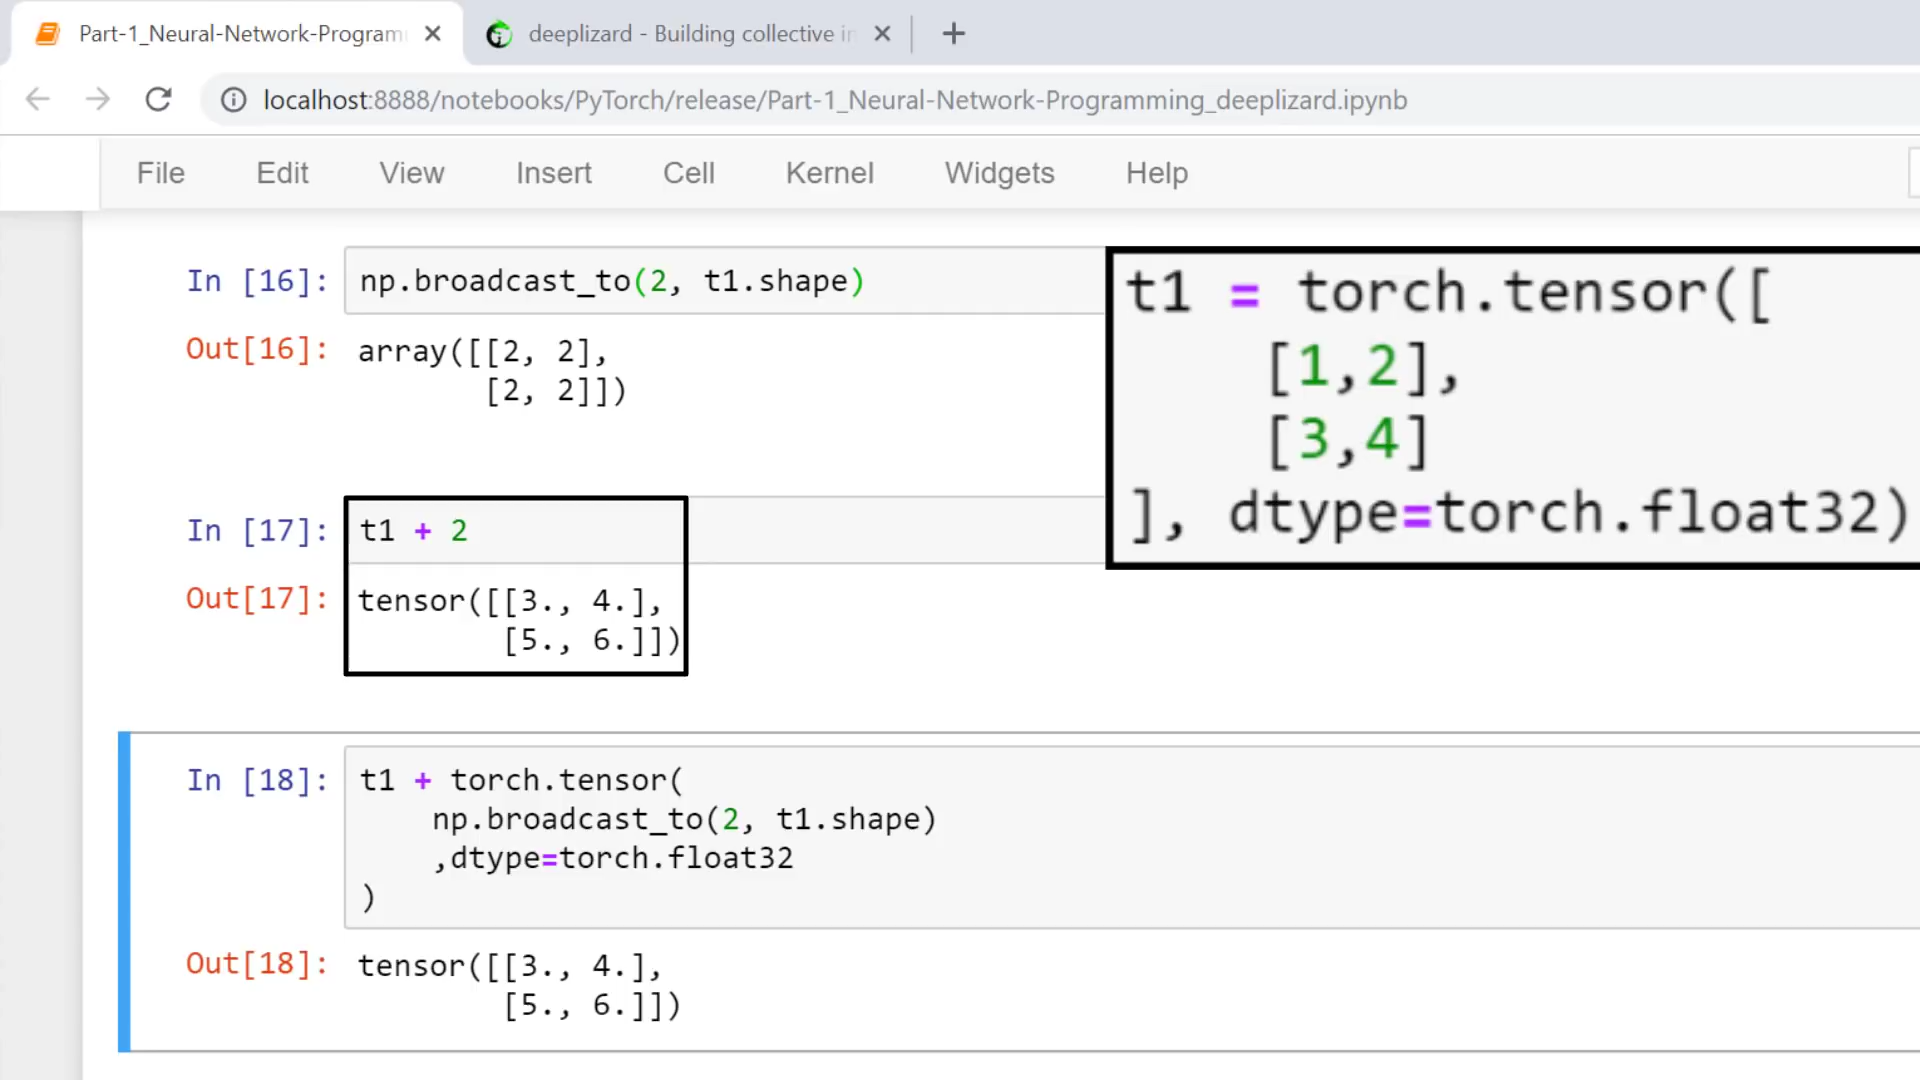 Part-1_Neural-Network-Program
deeplizard - Building collective in
localhost:8888/notebooks/PyTorch/release/Part-1_Neural-Network-Programming_deeplizard.ipynb
File Edit View Insert Cell Kernel Widgets Help
In [16]: np.broadcast_to(2, t1.shape)
Out[16]: array([[2, 2],
[2, 2]])
t1 = torch.tensor([
[1,2],
[3,4]
], dtype=torch.float32)
In [17]: t1 + 2
Out[17]: tensor([[3., 4.],
[5., 6.]])
In [18]: t1 + torch.tensor(
np.broadcast_to(2, t1.shape)
,dtype=torch.float32
)
Out[18]: tensor([[3., 4.],
[5., 6.]])